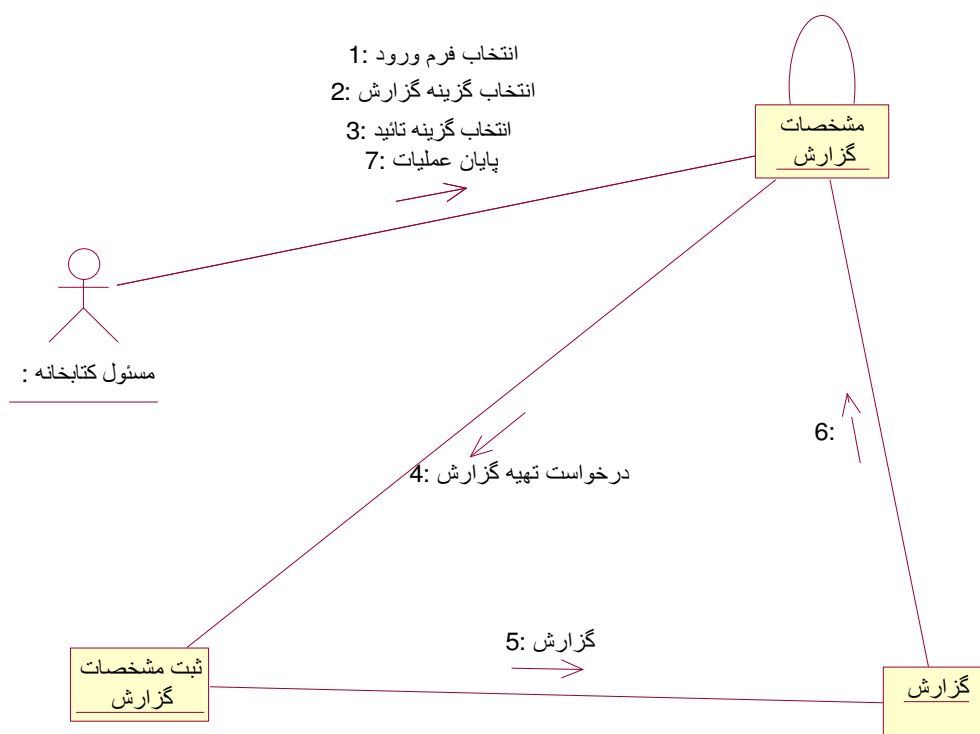 1: انتخاب فرم ورود
2: انتخاب گزینه گزارش
3: انتخاب گزینه تائید
7: پایان عملیات
مشخصات
گزارش
مسئول کتابخانه :
6:
4: درخواست تهیه گزارش
5: گزارش
ثبت مشخصات
گزارش
گزارش